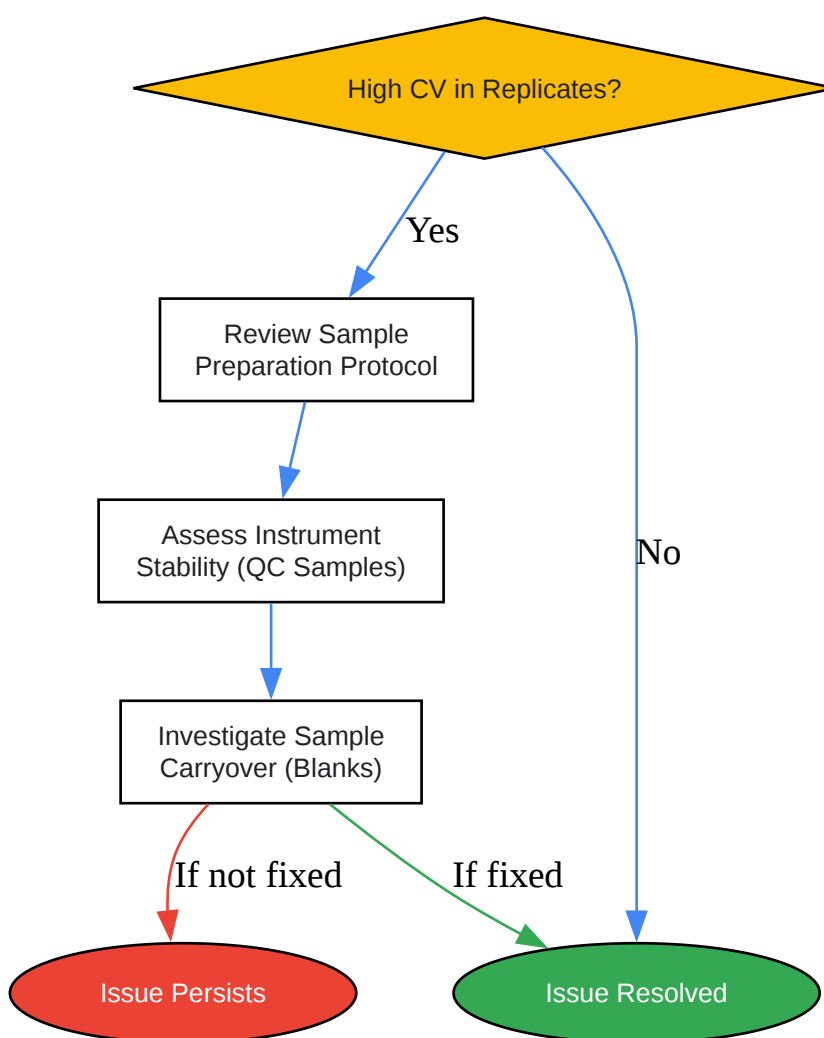 High CV in Replicates?
Yes
Review Sample
Preparation Protocol
Assess Instrument
Stability (QC Samples)
No
Investigate Sample
Carryover (Blanks)
If not fixed
If fixed
Issue Persists
Issue Resolved